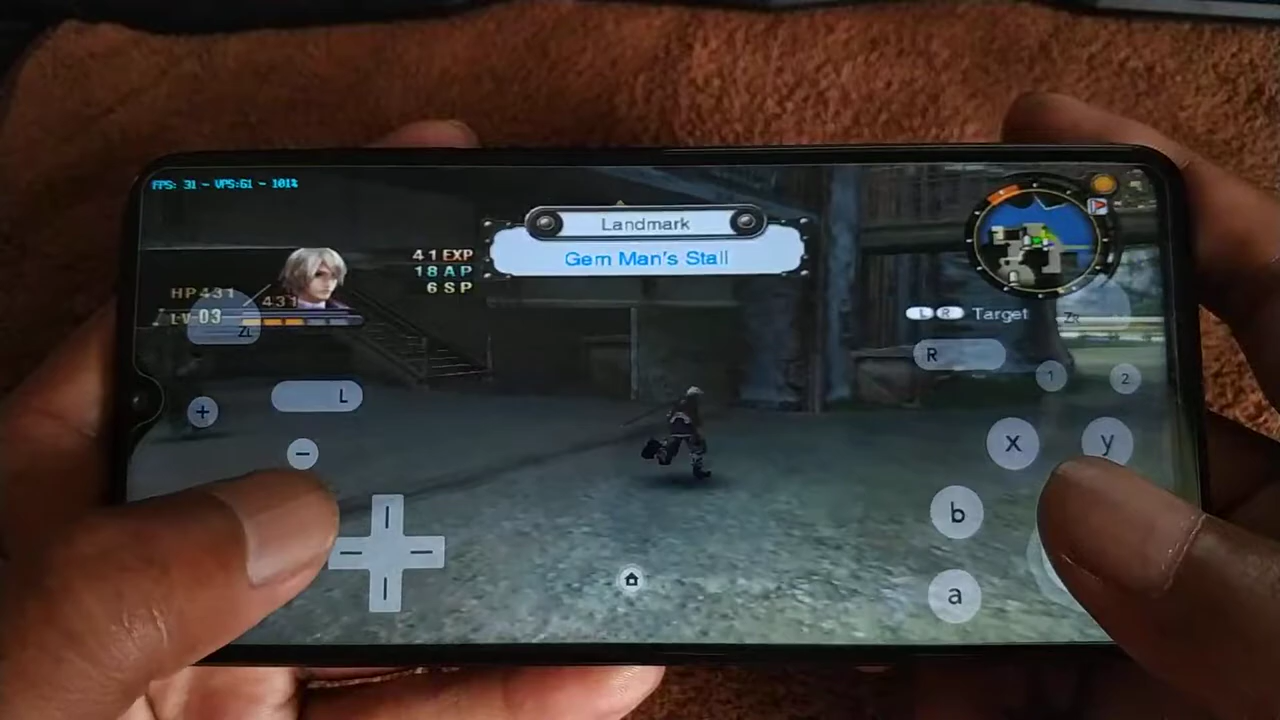 FPS: 31 - VPS:61 - 101%
Landmark
Gem Man's Stall
41 EXP
18 AP
6 SP
HP 431
431
LV 03
ZL
L
+
−
L R Target
ZR
R
1
2
x
y
b
a